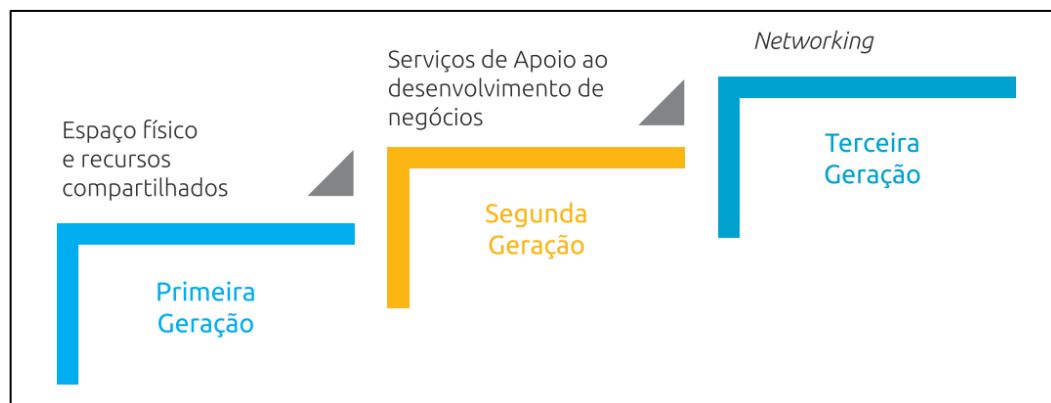 Espaço físico
e recursos
compartilhados
Primeira
Geração
Serviços de Apoio ao
desenvolvimento de
negócios
Segunda
Geração
Networking
Terceira
Geração